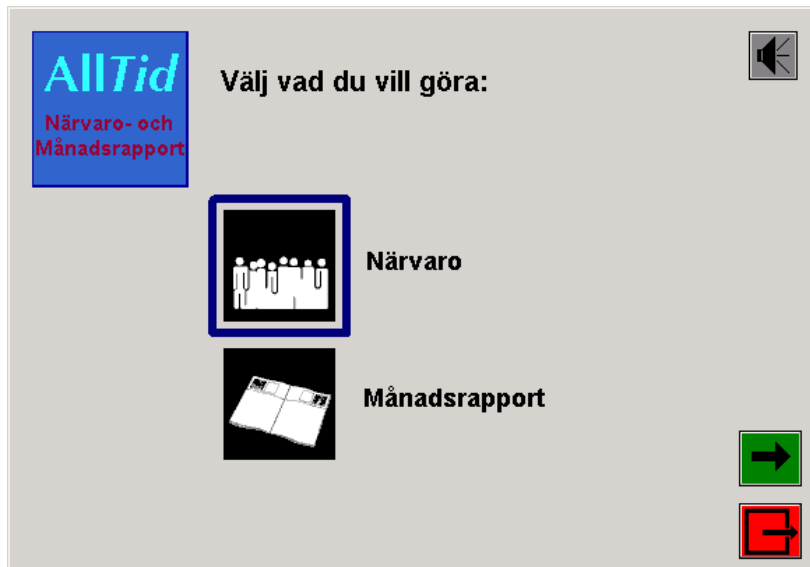 AllTid
Närvaro- och
Månadsrapport
Välj vad du vill göra:
Närvaro
Månadsrapport